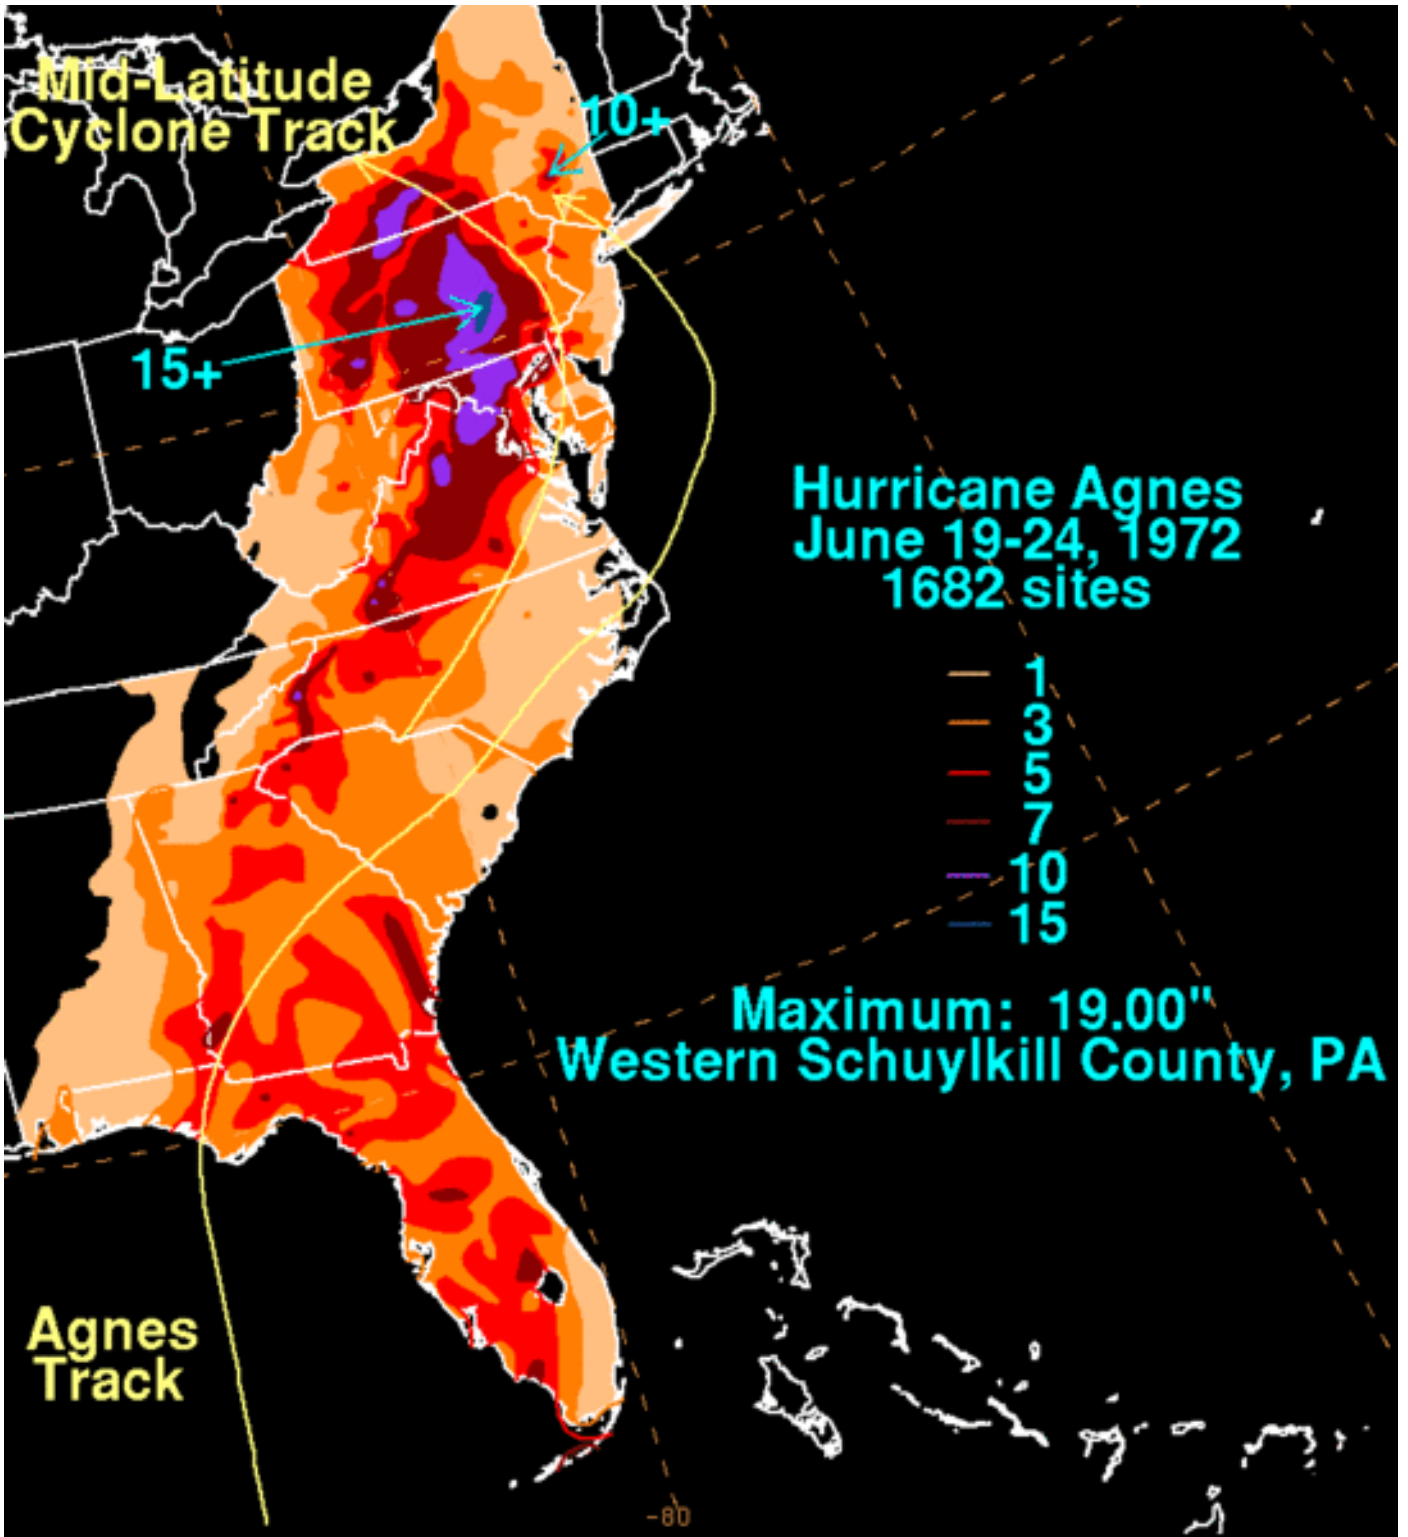 Mid-Latitude
Cyclone Track
10+
15+
Hurricane Agnes
June 19-24, 1972
1682 sites
1
3
5
7
10
15
Maximum: 19.00"
Western Schuylkill County, PA
Agnes
Track
-80